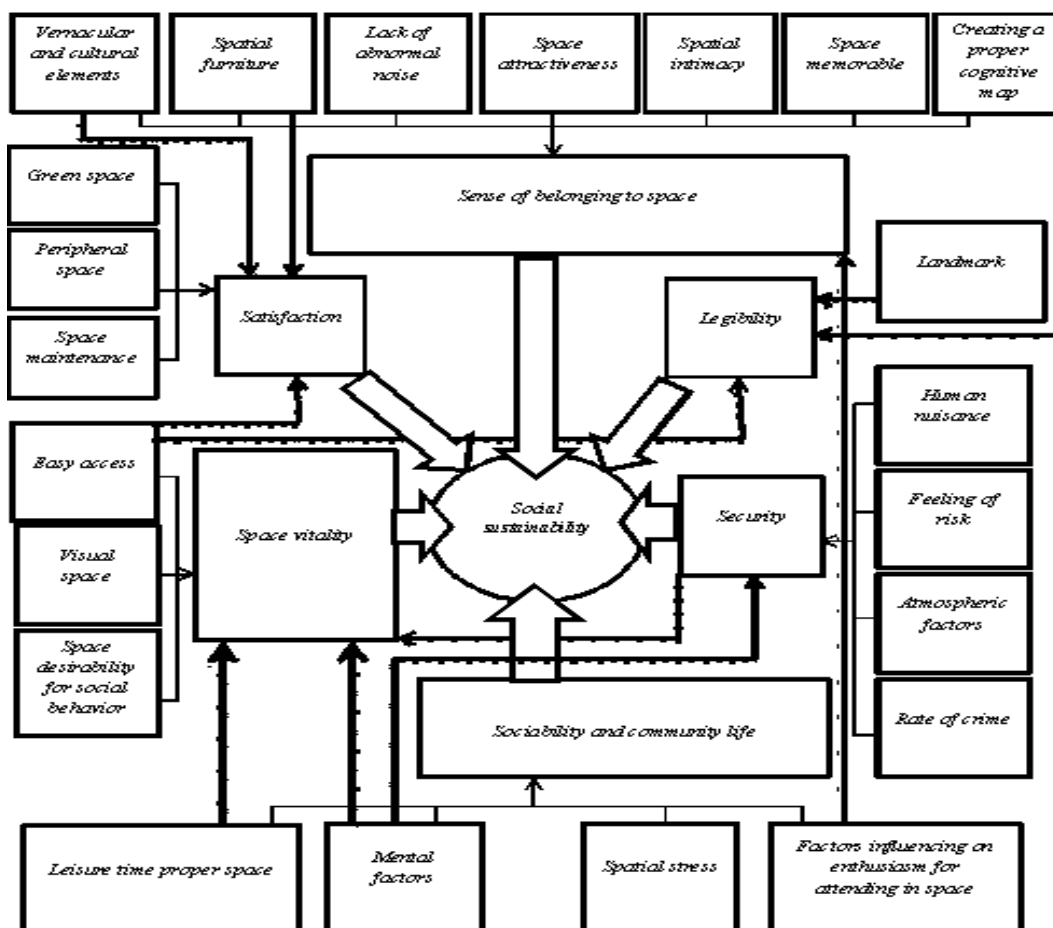 Vernacular
and cultural
elements
Spatial
furniture
Lack of
abnormal
noise
Space
attractiveness
Spatial
intimacy
Space
memorable
Creating a
proper
cognitive
map
Green space
Peripheral
space
Space
maintenance
Sense of belonging to space
Landmark
Satisfaction
Legibility
Human
nuisance
Easy access
Feeling of
risk
Space vitality
Social
sustainability
Security
Visual
space
Atmospheric
factors
Space
desirability
for social
behavior
Rate of crime
Sociability and community life
Leisure time proper space
Mental
factors
Spatial stress
Factors influencing on
enthusiasm for
attending in space